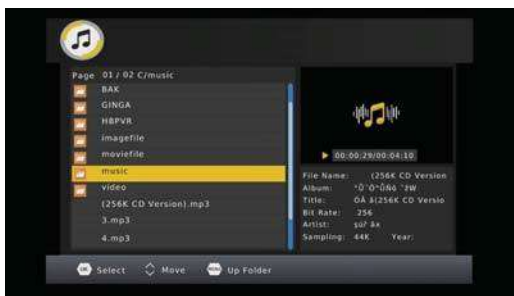 Page 01 / 02 C/music
BAK
GINGA
HBPVR
imagefile
moviefile
music
video
(256K CD Version).mp3
3.mp3
4.mp3
00:00:29/00:04:10
File Name: (256K CD Version
Album:
Title: (256K CD Versio
Bit Rate: 256
Artist:
Sampling: 44K Year:
Select Move MENU Up Folder